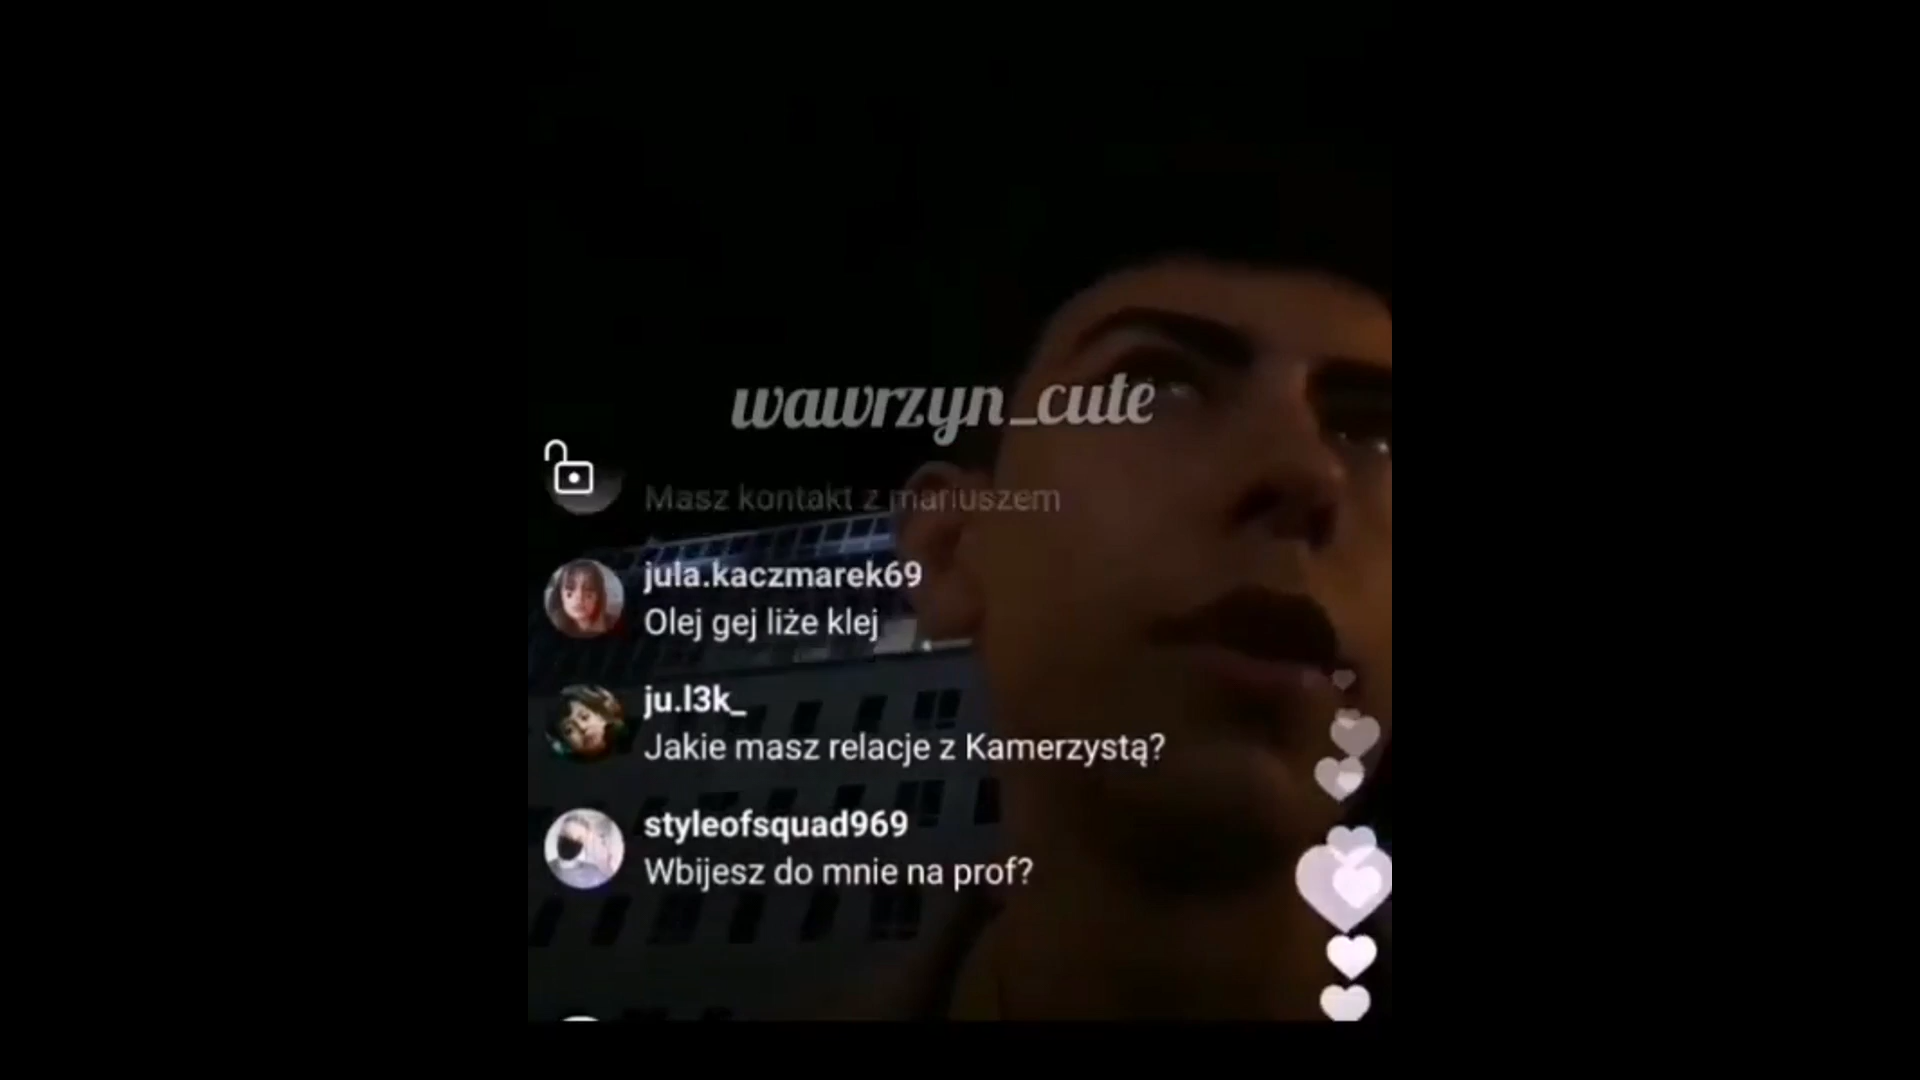 wawrzyn_cute
Masz kontakt z mariuszem
jula.kaczmarek69
Olej gej liże klej
ju.l3k_
Jakie masz relacje z Kamerzystą?
styleofsquad969
Wbijesz do mnie na prof?